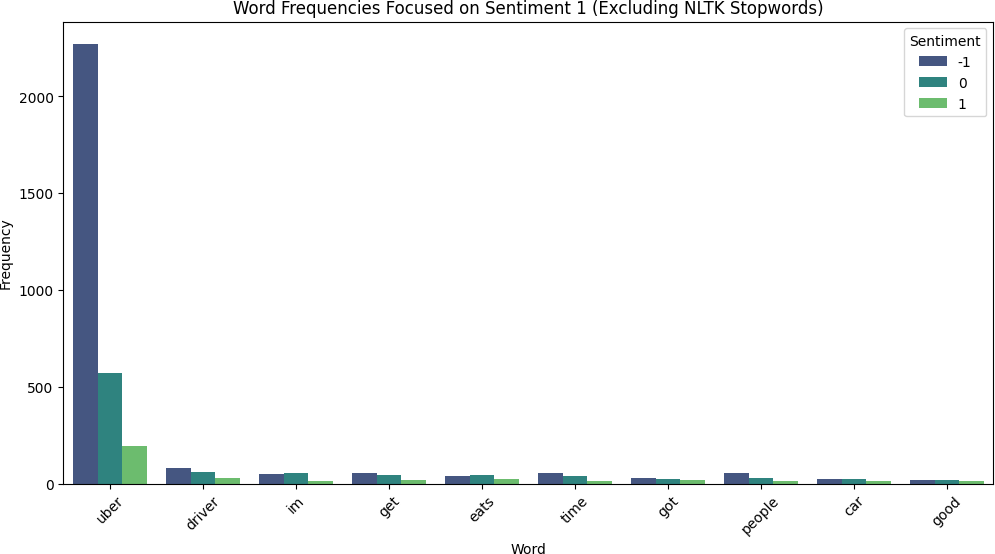 Word Frequencies Focused on Sentiment 1 (Excluding NLTK Stopwords)
Sentiment
-1
0
1
Frequency
2000
1500
1000
500
0
uber
driver
im
get
eats
time
got
people
car
good
Word